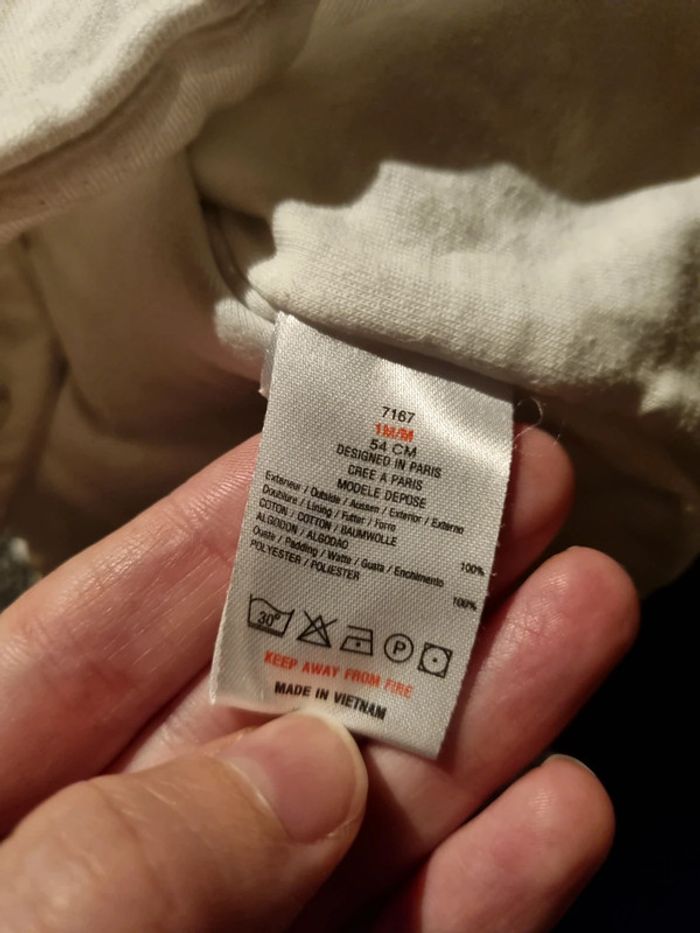 7167
1M/M
54 CM
DESIGNED IN PARIS
CREE A PARIS
MODELE DEPOSE
Exterieur / Outside / Aussen / Exterior / Externo
Doublure / Lining / Futter / Forro
COTON / COTTON / BAUMWOLLE
ALGODON / ALGODAO 100%
Ouate / Padding / Watte / Guata / Enchimento
POLYESTER / POLIESTER 100%
30°
P
KEEP AWAY FROM FIRE
MADE IN VIETNAM